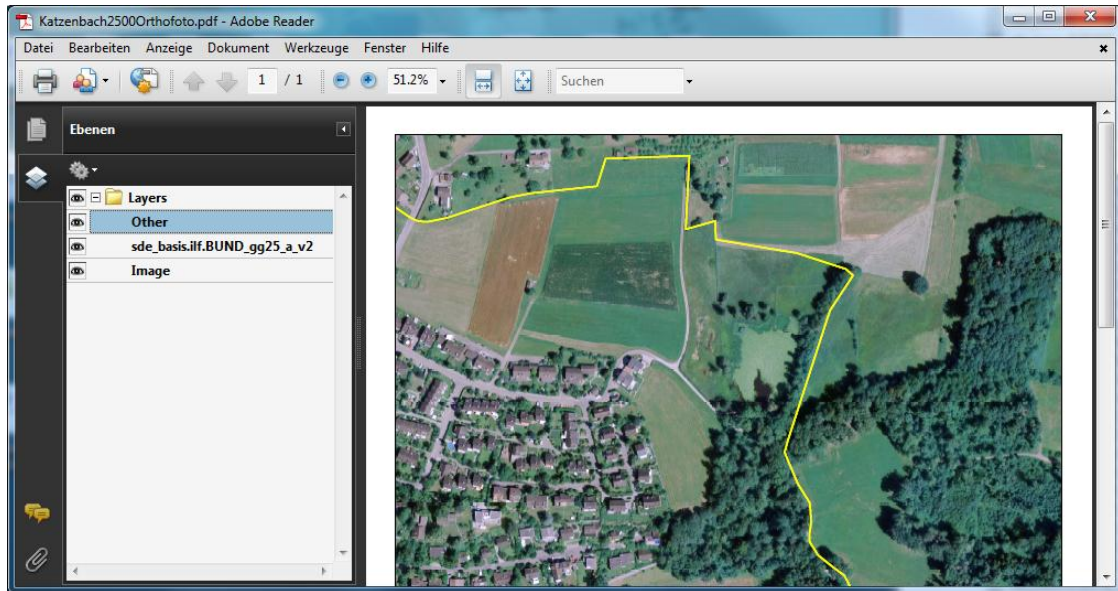 Katzenbach2500Orthofoto.pdf - Adobe Reader
Datei Bearbeiten Anzeige Dokument Werkzeuge Fenster Hilfe
1 / 1 51.2% Suchen
Ebenen
Layers
Other
sde_basis.ilf.BUND_gg25_a_v2
Image